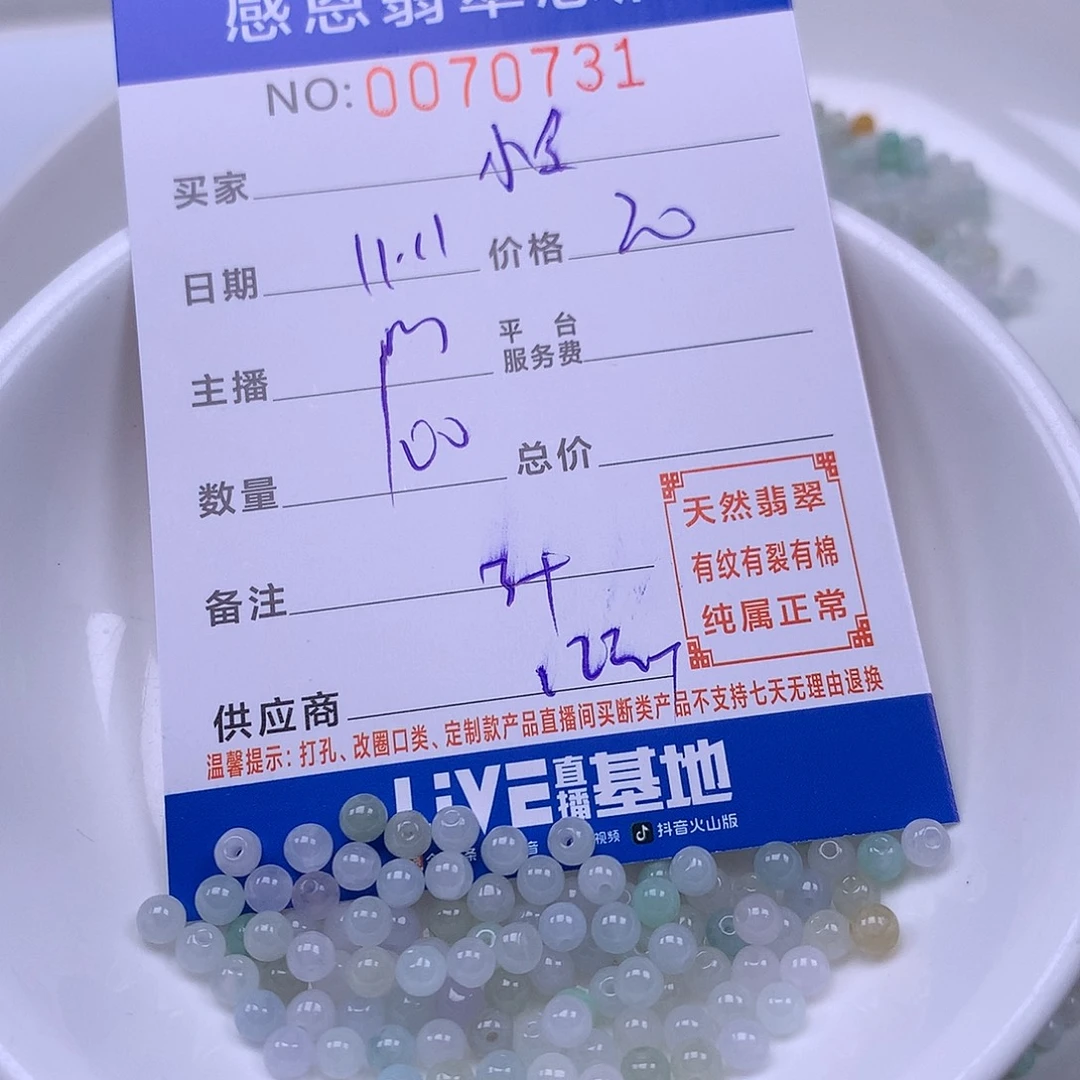 感恩翡翠
NO: 0070731
买家 小
日期 11.11 价格 20
主播
平台服务费
数量 100 总价
备注
供应商
天然翡翠
有纹有裂有棉
纯属正常
温馨提示：打孔、改圈口类、定制款产品直播间买断类产品不支持七天无理由退换
LiVE直播基地
条 音 视频 抖音火山版